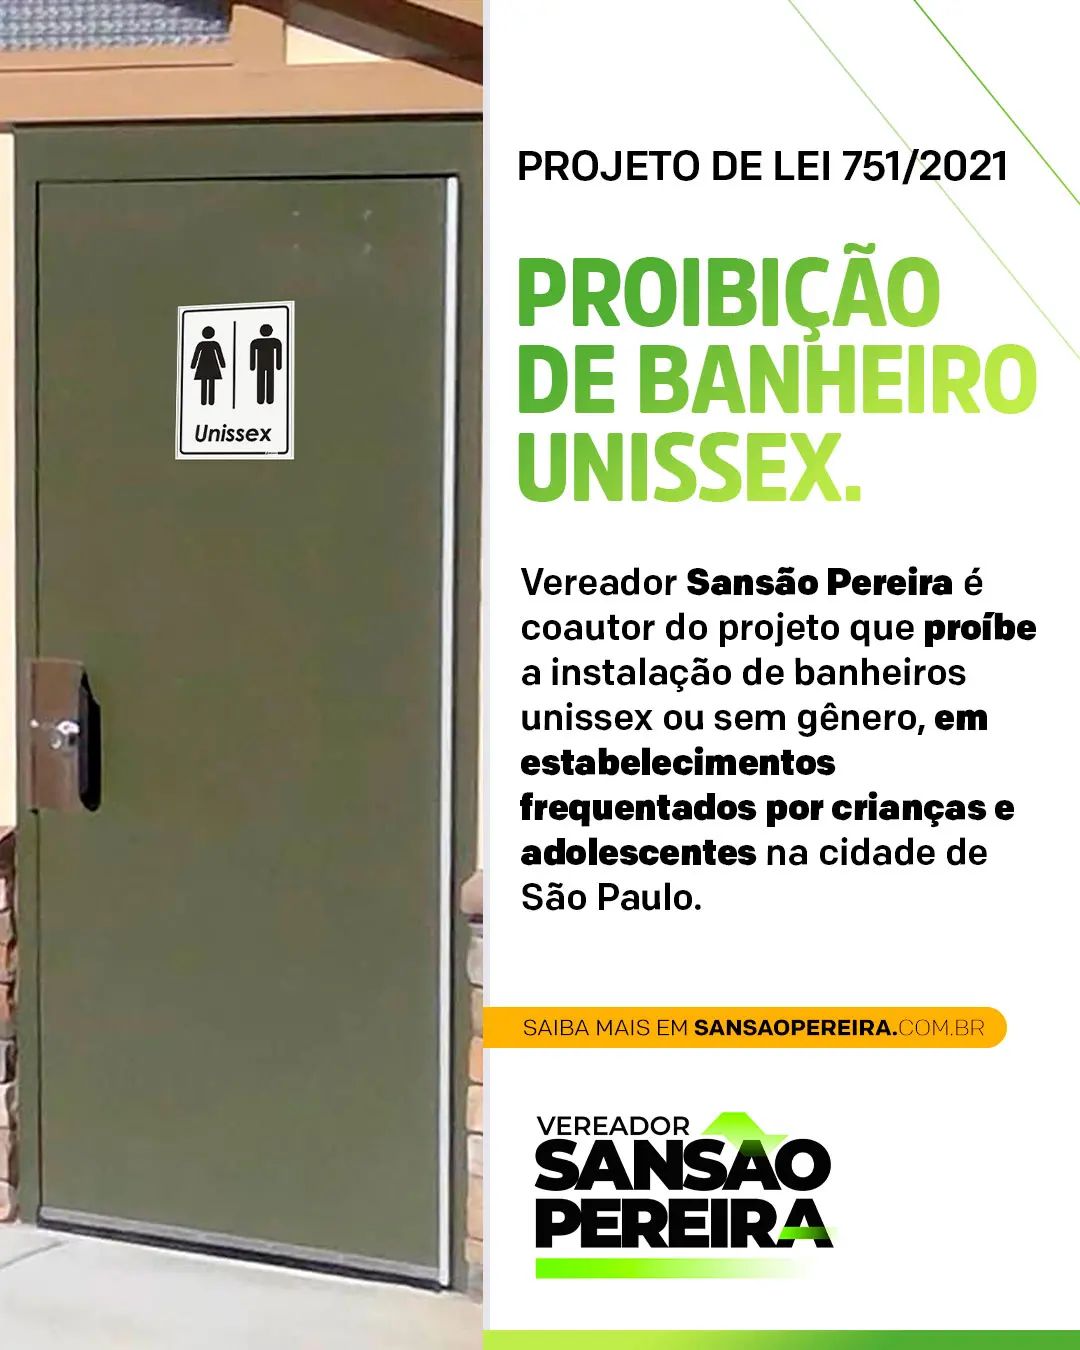 Unissex
PROJETO DE LEI 751/2021
PROIBIÇÃO
DE BANHEIRO
UNISSEX.
Vereador Sansão Pereira é
coautor do projeto que proíbe
a instalação de banheiros
unissex ou sem gênero, em
estabelecimentos
frequentados por crianças e
adolescentes na cidade de
São Paulo.
SAIBA MAIS EM SANSAOPEREIRA.COM.BR
VEREADOR
SANSÃO
PEREIRA